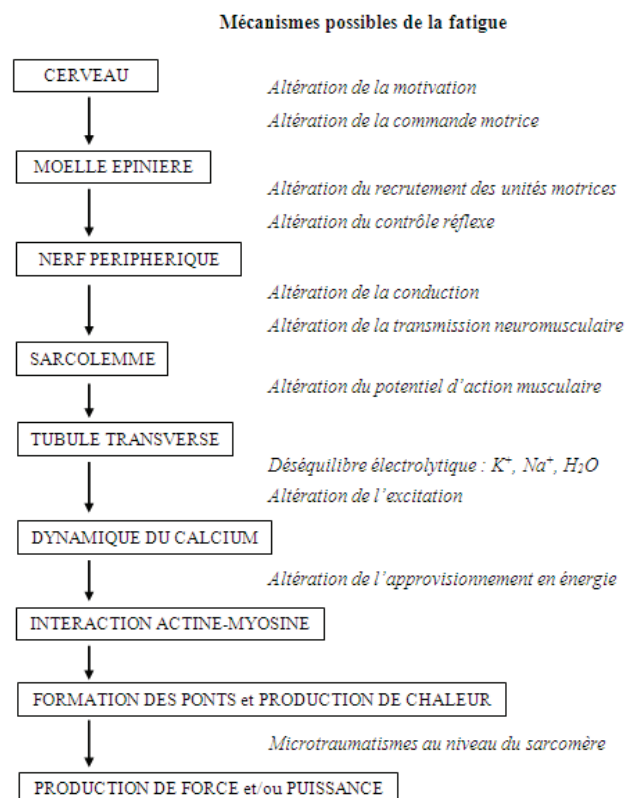 Mécanismes possibles de la fatigue
CERVEAU
Altération de la motivation
Altération de la commande motrice
MOELLE EPINIERE
Altération du recrutement des unités motrices
Altération du contrôle réflexe
NERF PERIPHERIQUE
Altération de la conduction
Altération de la transmission neuromusculaire
SARCOLEMME
Altération du potentiel d’action musculaire
TUBULE TRANSVERSE
Déséquilibre électrolytique : K⁺, Na⁺, H₂O
Altération de l’excitation
DYNAMIQUE DU CALCIUM
Altération de l’approvisionnement en énergie
INTERACTION ACTINE-MYOSINE
FORMATION DES PONTS et PRODUCTION DE CHALEUR
Microtraumatismes au niveau du sarcomère
PRODUCTION DE FORCE et/ou PUISSANCE